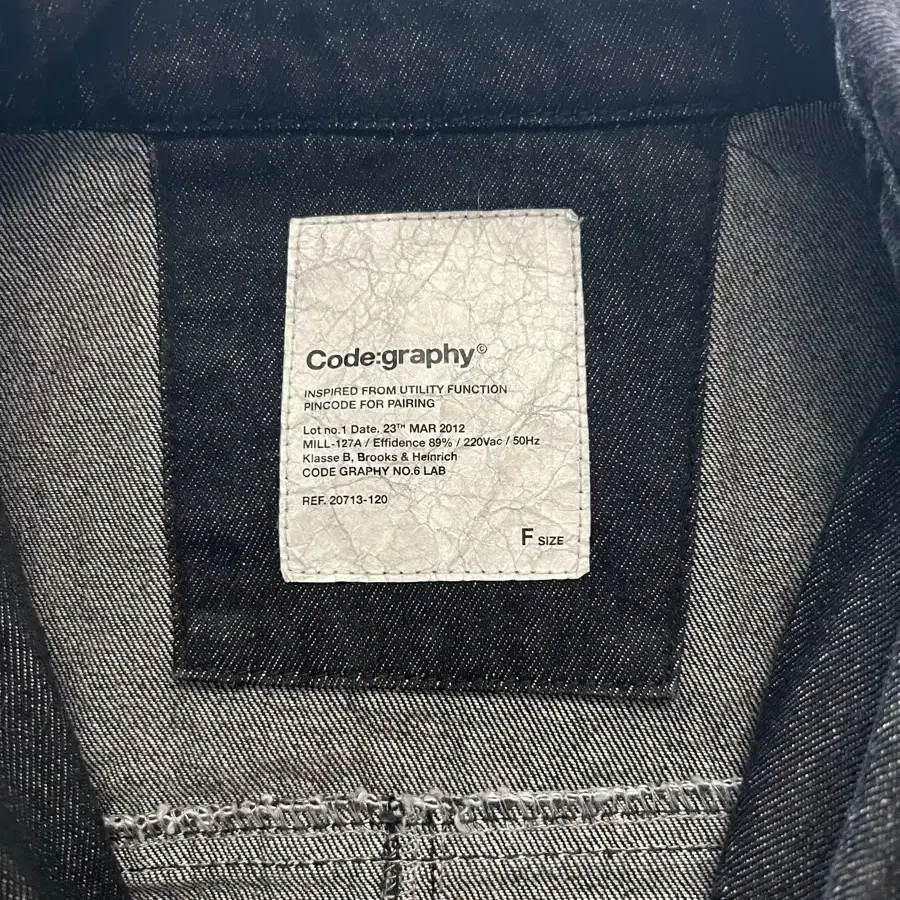 Code:graphy©
INSPIRED FROM UTILITY FUNCTION
PINCODE FOR PAIRING
Lot no.1 Date. 23TH MAR 2012
MILL-127A / Effidence 89% / 220Vac / 50Hz
Klasse B, Brooks & Heinrich
CODE GRAPHY NO.6 LAB
REF. 20713-120
F SIZE